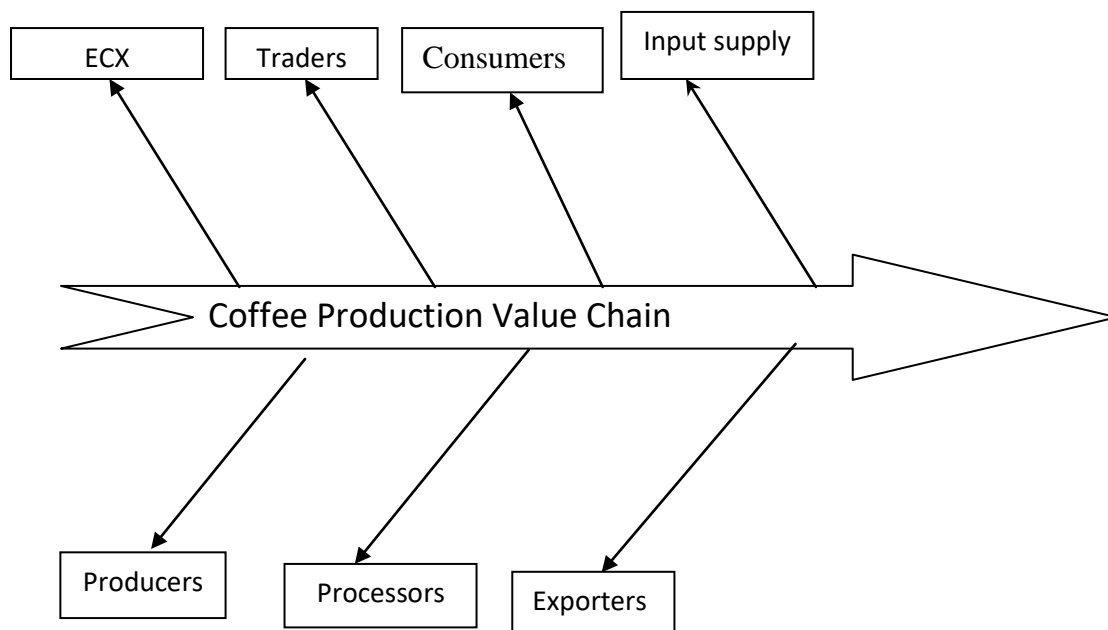 ECX
Traders
Consumers
Input supply
Coffee Production Value Chain
Producers
Processors
Exporters